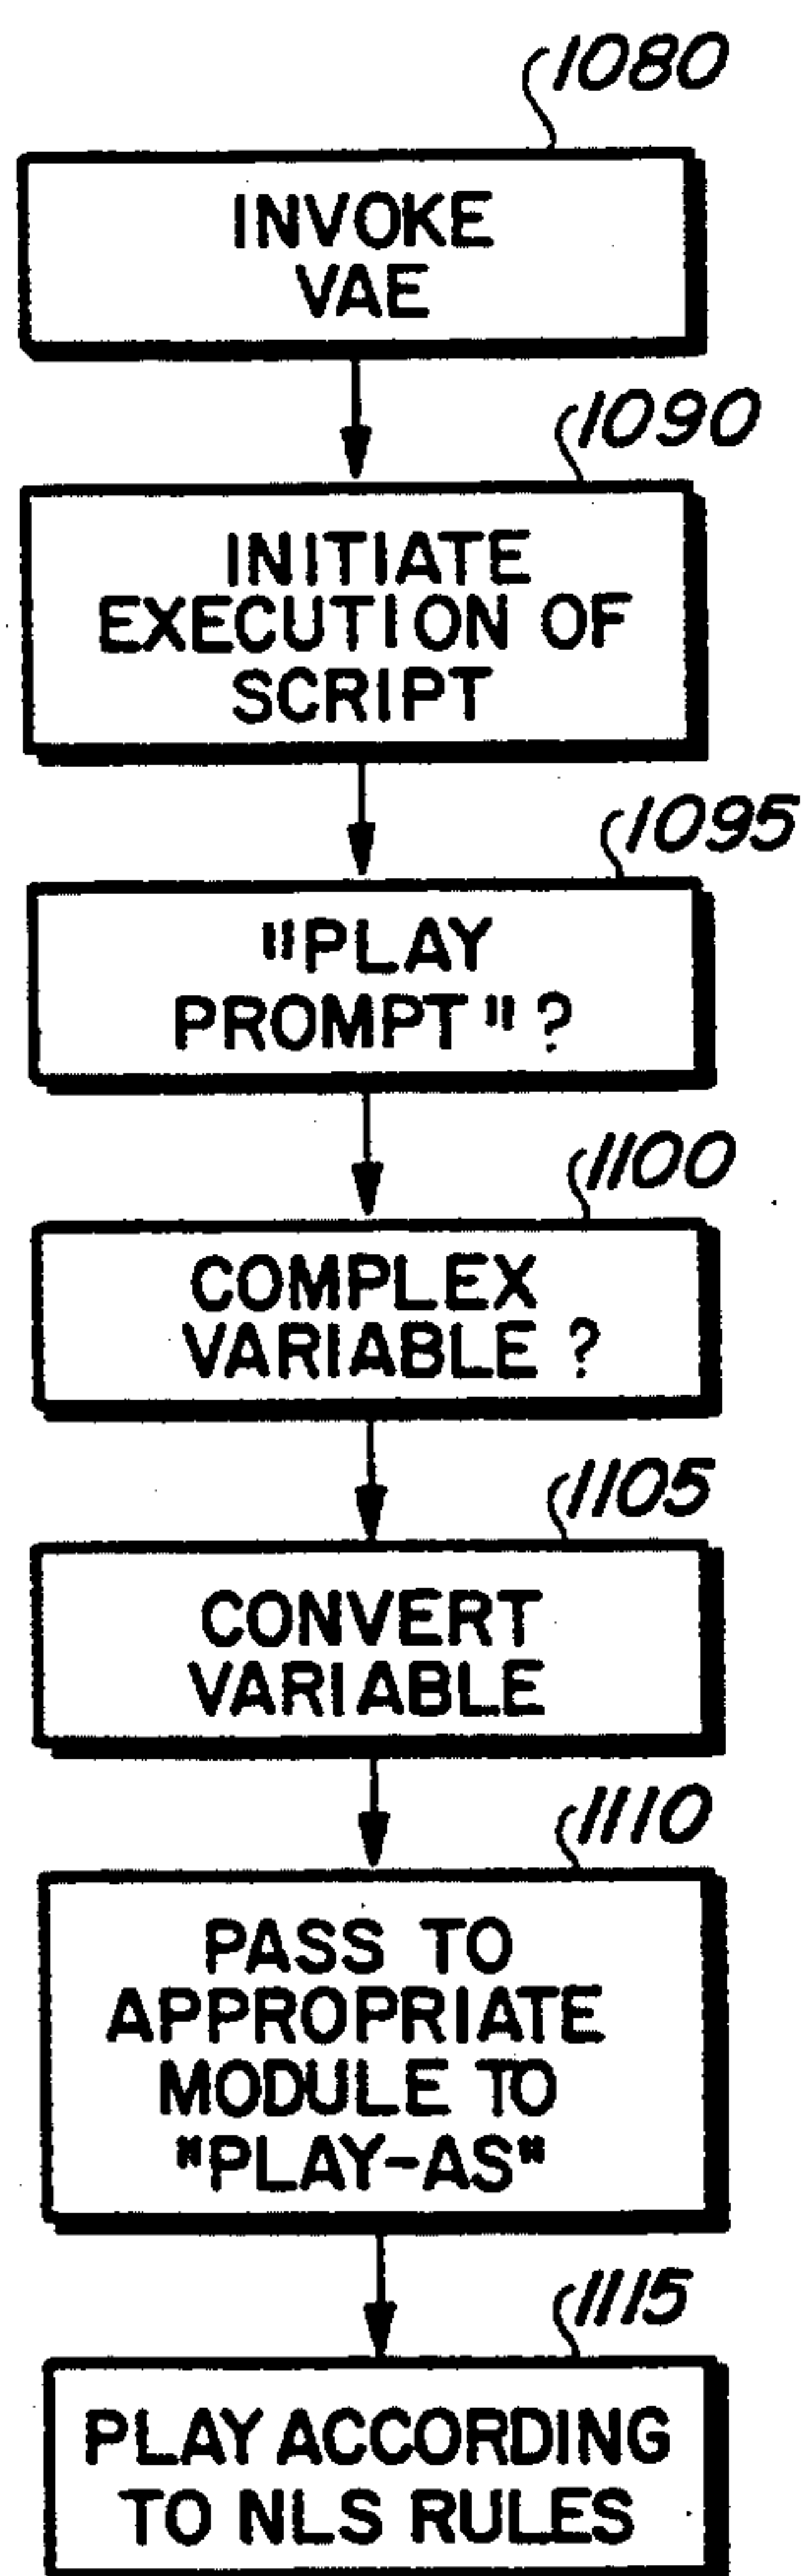 1080
INVOKE
VAE
1090
INITIATE
EXECUTION OF
SCRIPT
1095
"PLAY
PROMPT"?
1100
COMPLEX
VARIABLE ?
1105
CONVERT
VARIABLE
1110
PASS TO
APPROPRIATE
MODULE TO
"PLAY-AS"
1115
PLAY ACCORDING
TO NLS RULES